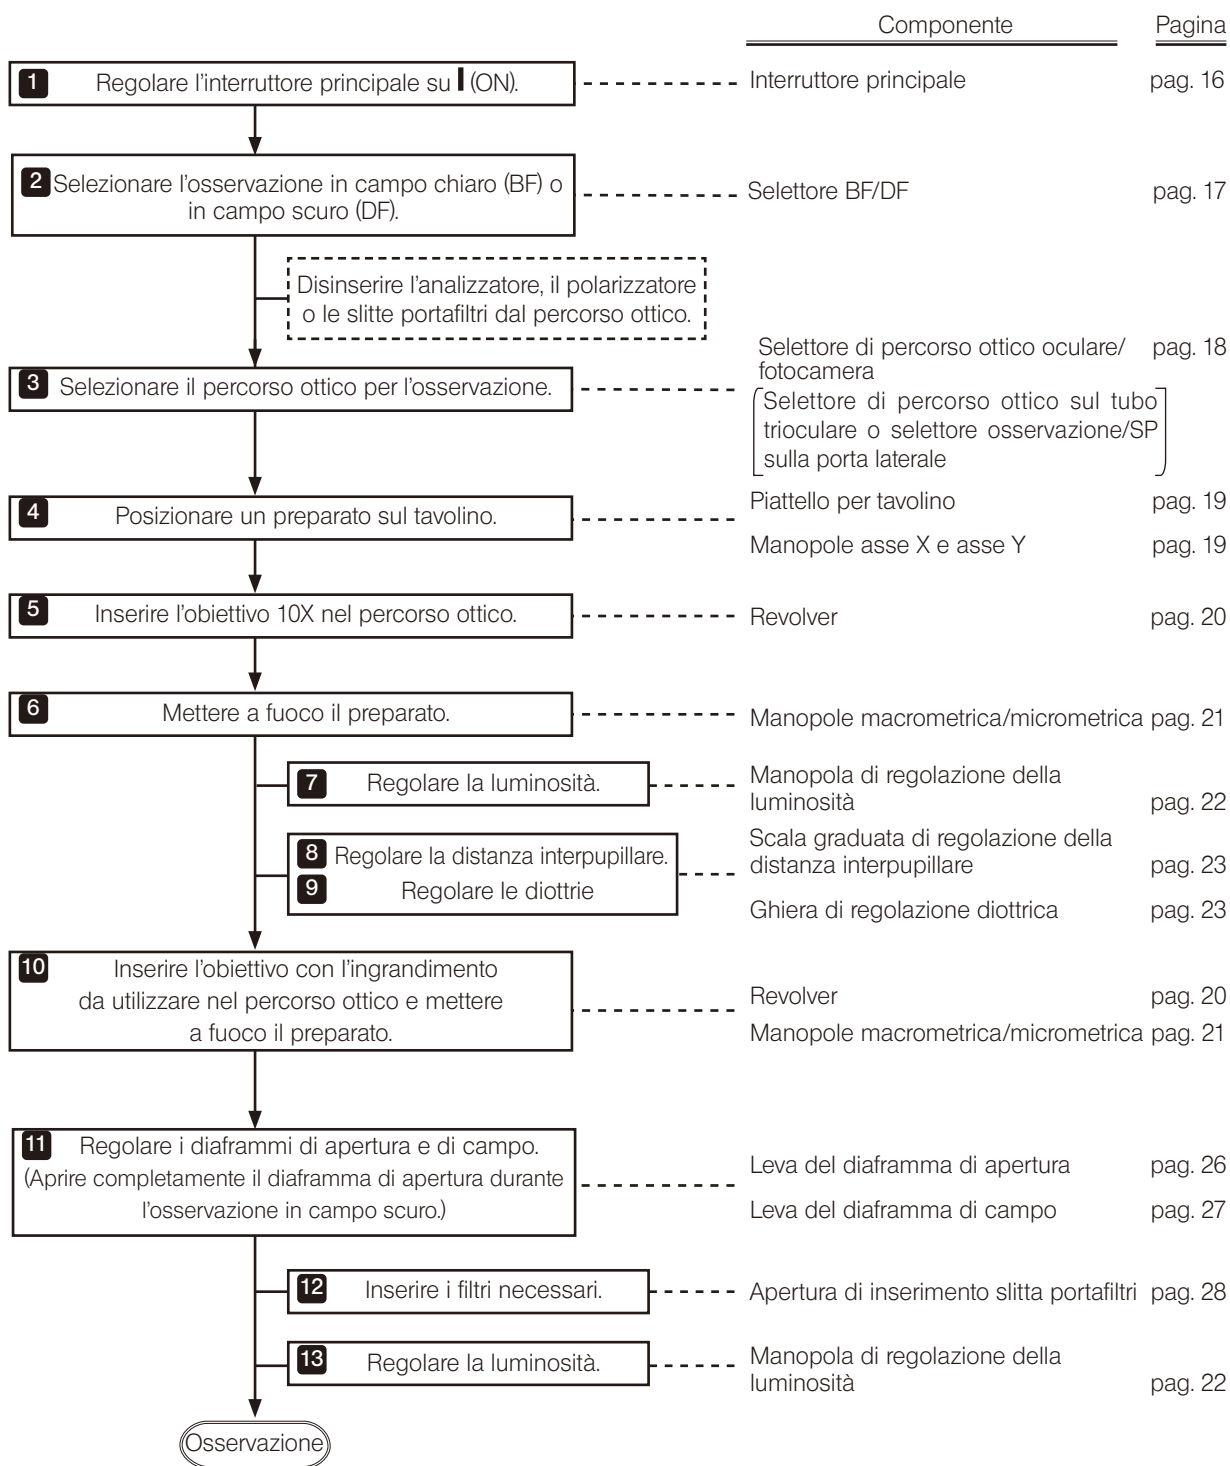 Componente Pagina
1 Regolare l'interruttore principale su I (ON). Interruttore principale pag. 16
2 Selezionare l'osservazione in campo chiaro (BF) o
in campo scuro (DF).
Selettore BF/DF pag. 17
Disinserire l'analizzatore, il polarizzatore
o le slitte portafiltri dal percorso ottico.
3 Selezionare il percorso ottico per l'osservazione.
Selettore di percorso ottico oculare/ pag. 18
fotocamera
Selettore di percorso ottico sul tubo
trioculare o selettore osservazione/SP
sulla porta laterale
4 Posizionare un preparato sul tavolino.
Piattello per tavolino pag. 19
Manopole asse X e asse Y pag. 19
5 Inserire l'obiettivo 10X nel percorso ottico.
Revolver pag. 20
6 Mettere a fuoco il preparato.
Manopole macrometrica/micrometrica pag. 21
7 Regolare la luminosità.
Manopola di regolazione della
luminosità pag. 22
8 Regolare la distanza interpupillare.
9 Regolare le diottrie
Scala graduata di regolazione della
distanza interpupillare pag. 23
Ghiera di regolazione diottrica pag. 23
10 Inserire l'obiettivo con l'ingrandimento
da utilizzare nel percorso ottico e mettere
a fuoco il preparato.
Revolver pag. 20
Manopole macrometrica/micrometrica pag. 21
11 Regolare i diaframmi di apertura e di campo.
(Aprire completamente il diaframma di apertura durante
l'osservazione in campo scuro.)
Leva del diaframma di apertura pag. 26
Leva del diaframma di campo pag. 27
12 Inserire i filtri necessari.
Apertura di inserimento slitta portafiltri pag. 28
13 Regolare la luminosità.
Manopola di regolazione della
luminosità pag. 22
Osservazione